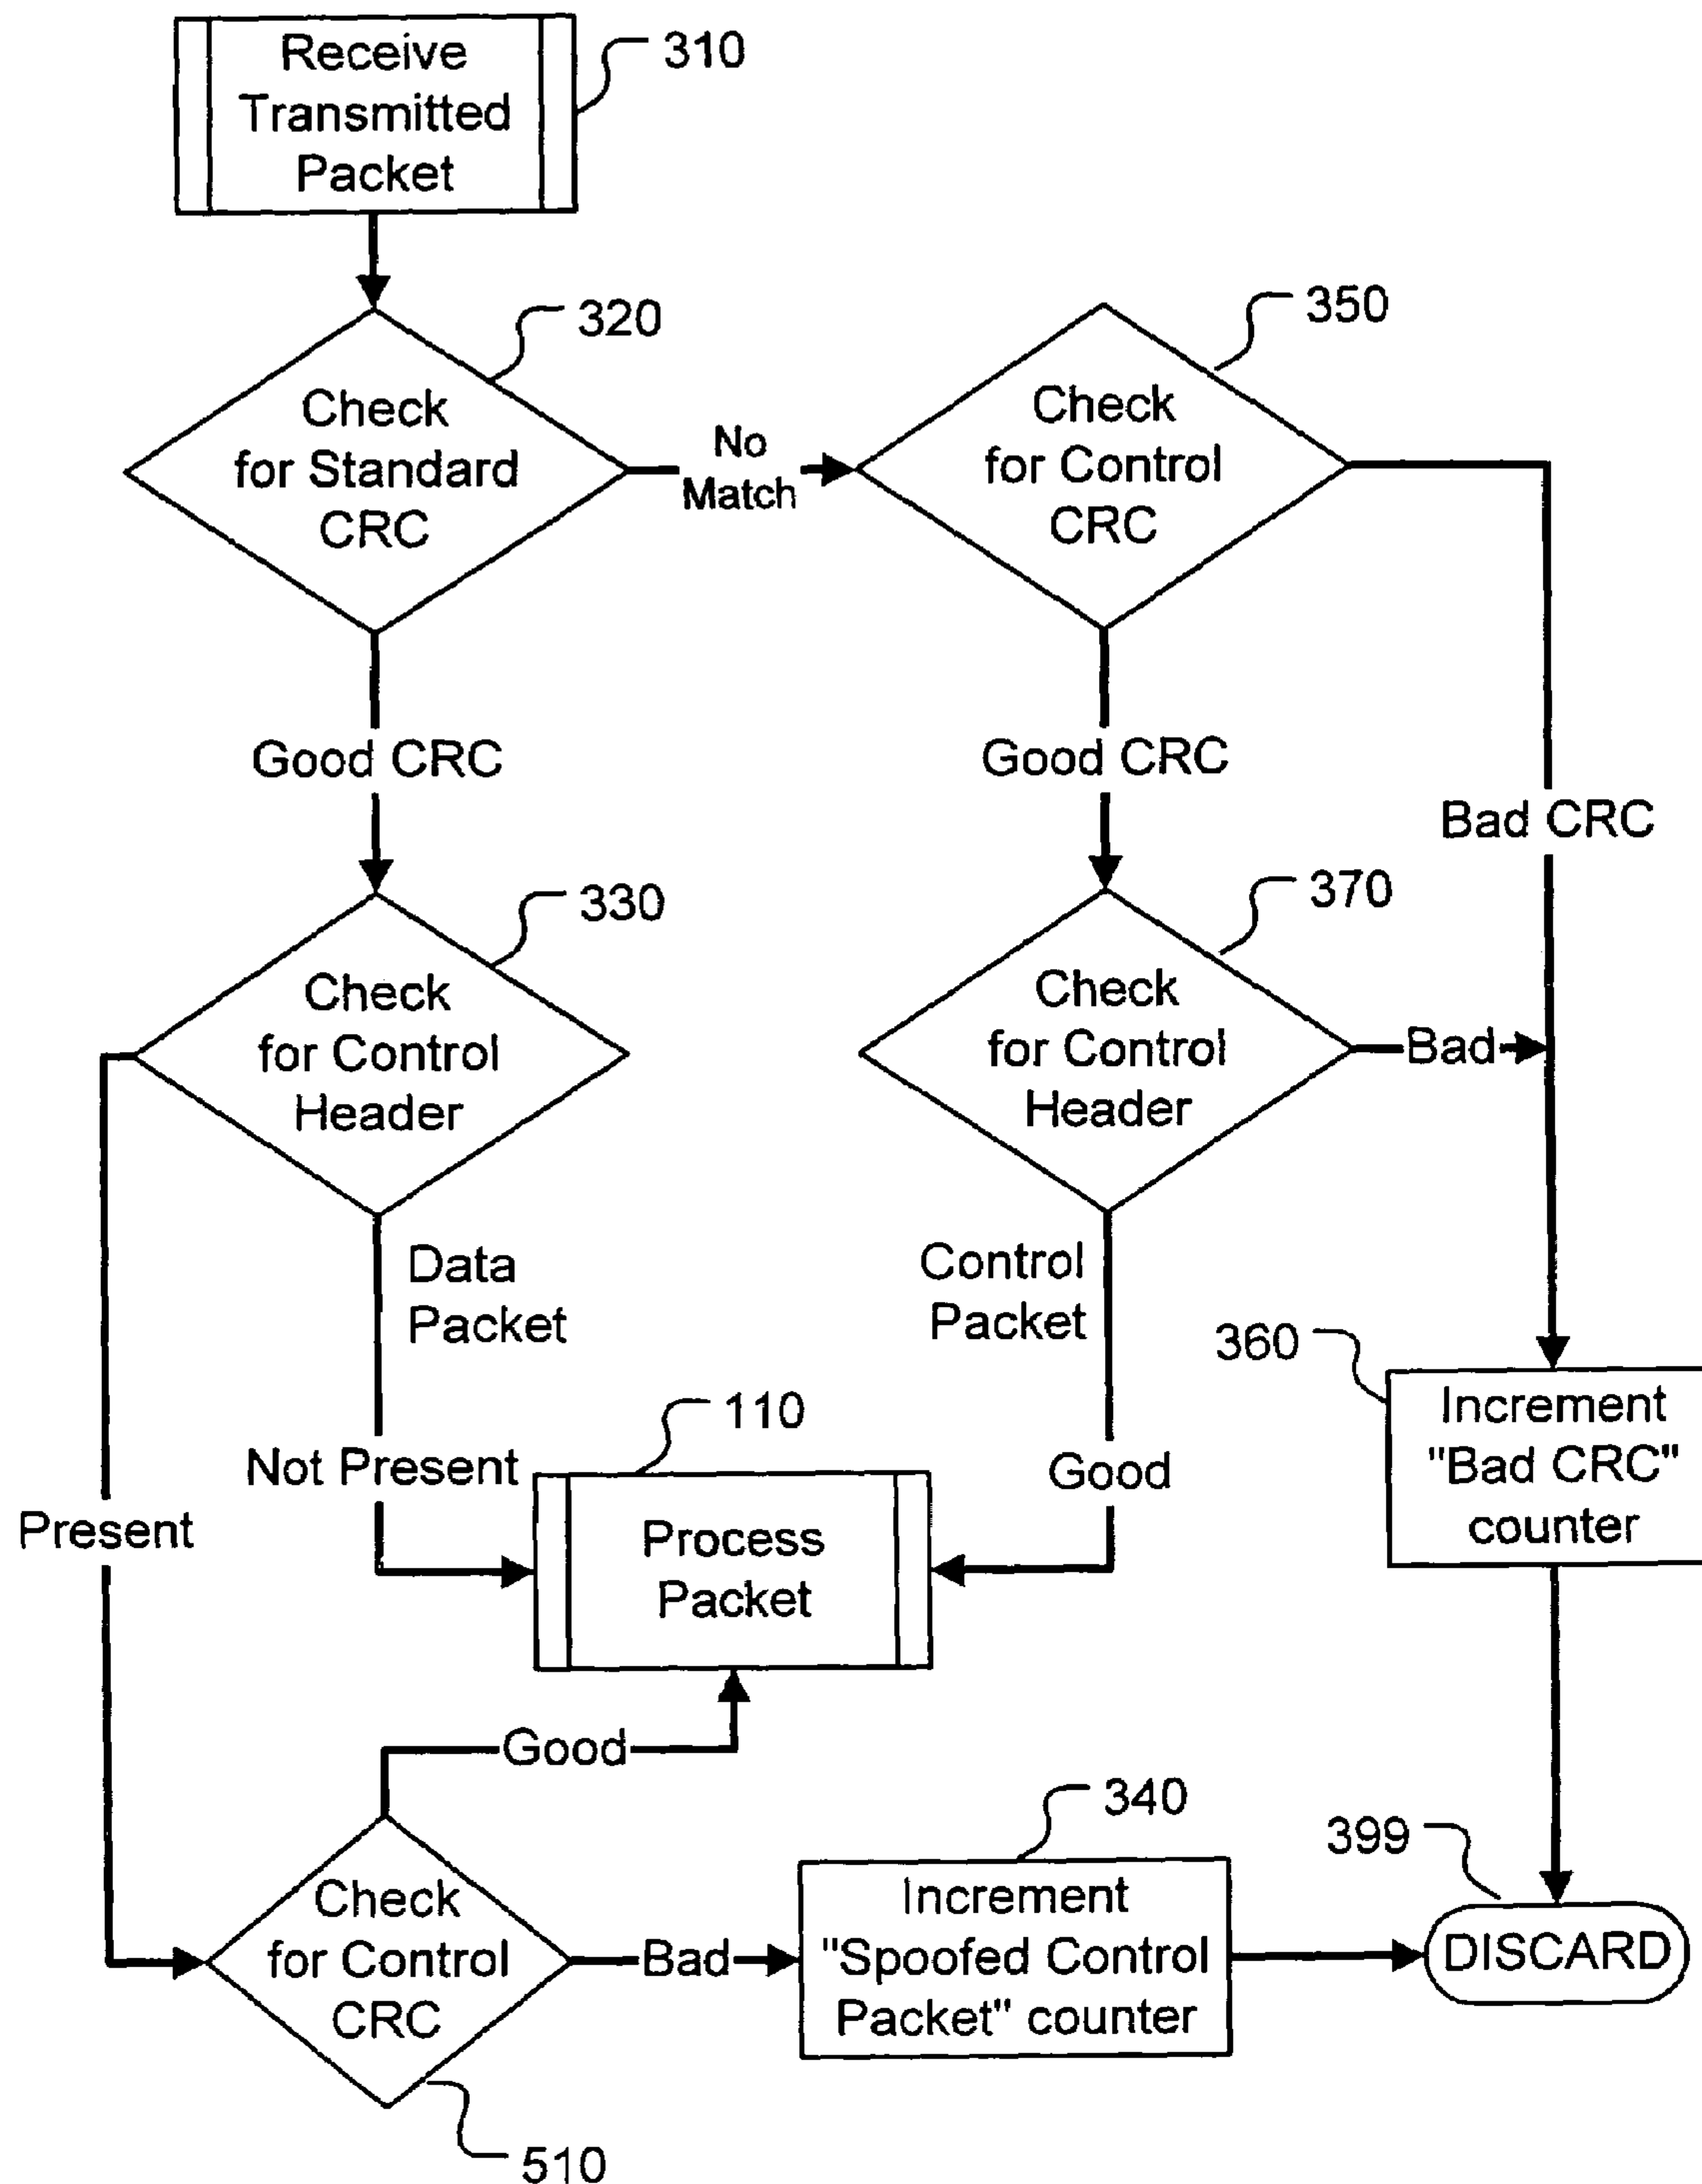 Receive
Transmitted
Packet
310
Check
for Standard
CRC
320
No
Match
Check
for Control
CRC
350
Good CRC
Good CRC
Bad CRC
Check
for Control
Header
330
Check
for Control
Header
370
Bad
Data
Packet
Control
Packet
360
Increment
"Bad CRC"
counter
110
Not Present
Good
Present
Process
Packet
Good
340
399
Check
for Control
CRC
Bad
Increment
"Spoofed Control
Packet" counter
DISCARD
510